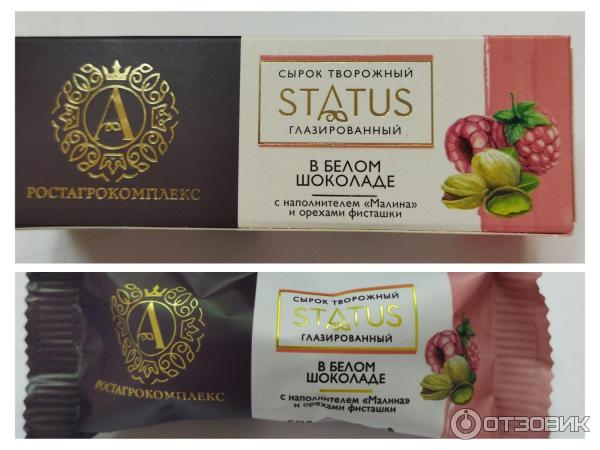 А
РОСТАГРОКОМПЛЕКС
СЫРОК ТВОРОЖНЫЙ
STATUS
ГЛАЗИРОВАННЫЙ
В БЕЛОМ
ШОКОЛАДЕ
с наполнителем «Малина»
и орехами фисташки
А
РОСТАГРОКОМПЛЕКС
СЫРОК ТВОРОЖНЫЙ
STATUS
ГЛАЗИРОВАННЫЙ
В БЕЛОМ
ШОКОЛАДЕ
с наполнителем «Малина»
и орехами фисташки
ОТЗОВИК